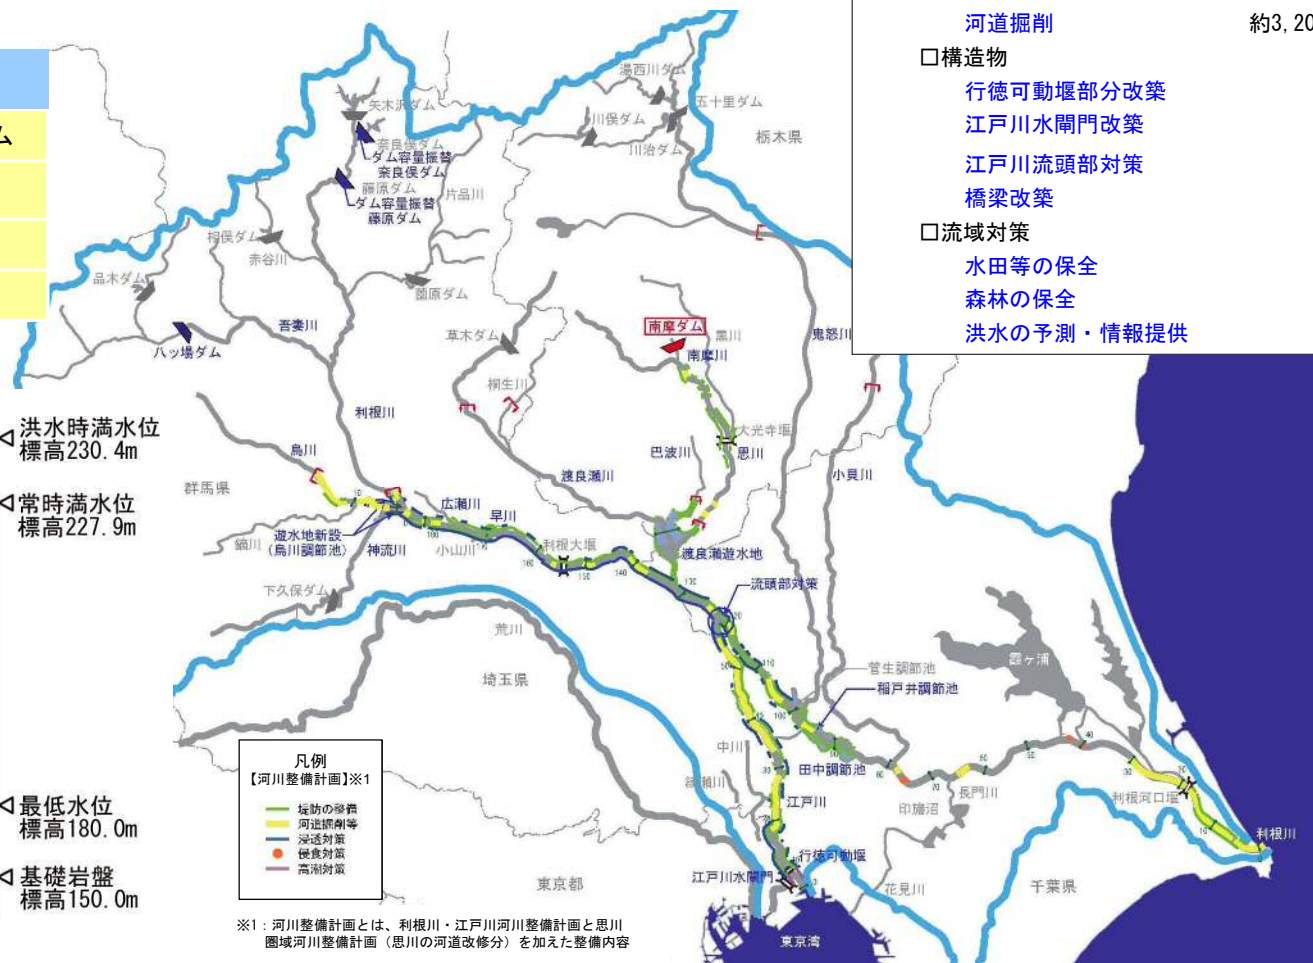 河道掘削 約3,20
□構造物
行徳可動堰部分改築
江戸川水閘門改築
江戸川流頭部対策
橋梁改築
□流域対策
水田等の保全
森林の保全
洪水の予測・情報提供
ム
湯西川ダム
五十里ダム
川俣ダム
川治ダム
栃木県
矢木沢ダム
奈良俣ダム
ダム容量振替
奈良俣ダム
藤原ダム
ダム容量振替
藤原ダム
片品川
相俣ダム
赤谷川
品木ダム
薗原ダム
吾妻川
八ッ場ダム
草木ダム
南摩ダム
黒川
南摩川
鬼怒川
桐生川
利根川
大光寺堰
思川
巴波川
小貝川
渡良瀬川
烏川
群馬県
広瀬川
早川
遊水地新設
(烏川調節池)
鏑川
神流川
小山川
利根大堰
渡良瀬遊水地
下久保ダム
流頭部対策
荒川
埼玉県
菅生調節池
稲戸井調節池
霞ヶ浦
中川
綾瀬川
田中調節池
江戸川
長門川
印旛沼
利根河口堰
利根川
行徳可動堰
江戸川水閘門
花見川
千葉県
東京都
東京湾
◁ 洪水時満水位
標高230.4m
◁ 常時満水位
標高227.9m
◁ 最低水位
標高180.0m
◁ 基礎岩盤
標高150.0m
凡例
【河川整備計画】※1
堤防の整備
河道掘削等
浸透対策
侵食対策
高潮対策
※1：河川整備計画とは、利根川・江戸川河川整備計画と思川
圏域河川整備計画（思川の河道改修分）を加えた整備内容